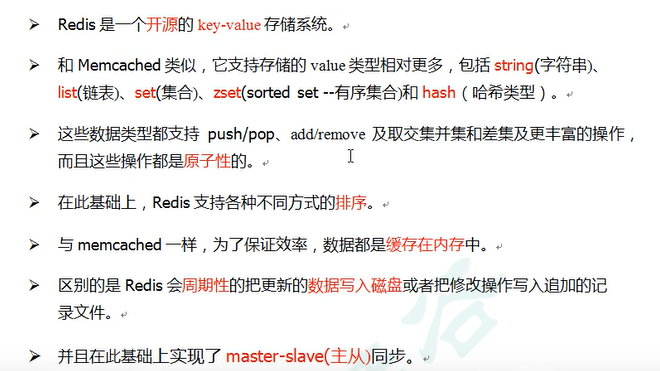 Redis 是一个开源的 key-value 存储系统。
和 Memcached 类似，它支持存储的 value 类型相对更多，包括 string(字符串)、
list(链表)、set(集合)、zset(sorted set --有序集合)和 hash（哈希类型）。
这些数据类型都支持 push/pop、add/remove 及取交集并集和差集及更丰富的操作，
而且这些操作都是原子性的。
在此基础上，Redis 支持各种不同方式的排序。
与 memcached 一样，为了保证效率，数据都是缓存在内存中。
区别的是 Redis 会周期性的把更新的数据写入磁盘或者把修改操作写入追加的记
录文件。
并且在此基础上实现了 master-slave(主从)同步。